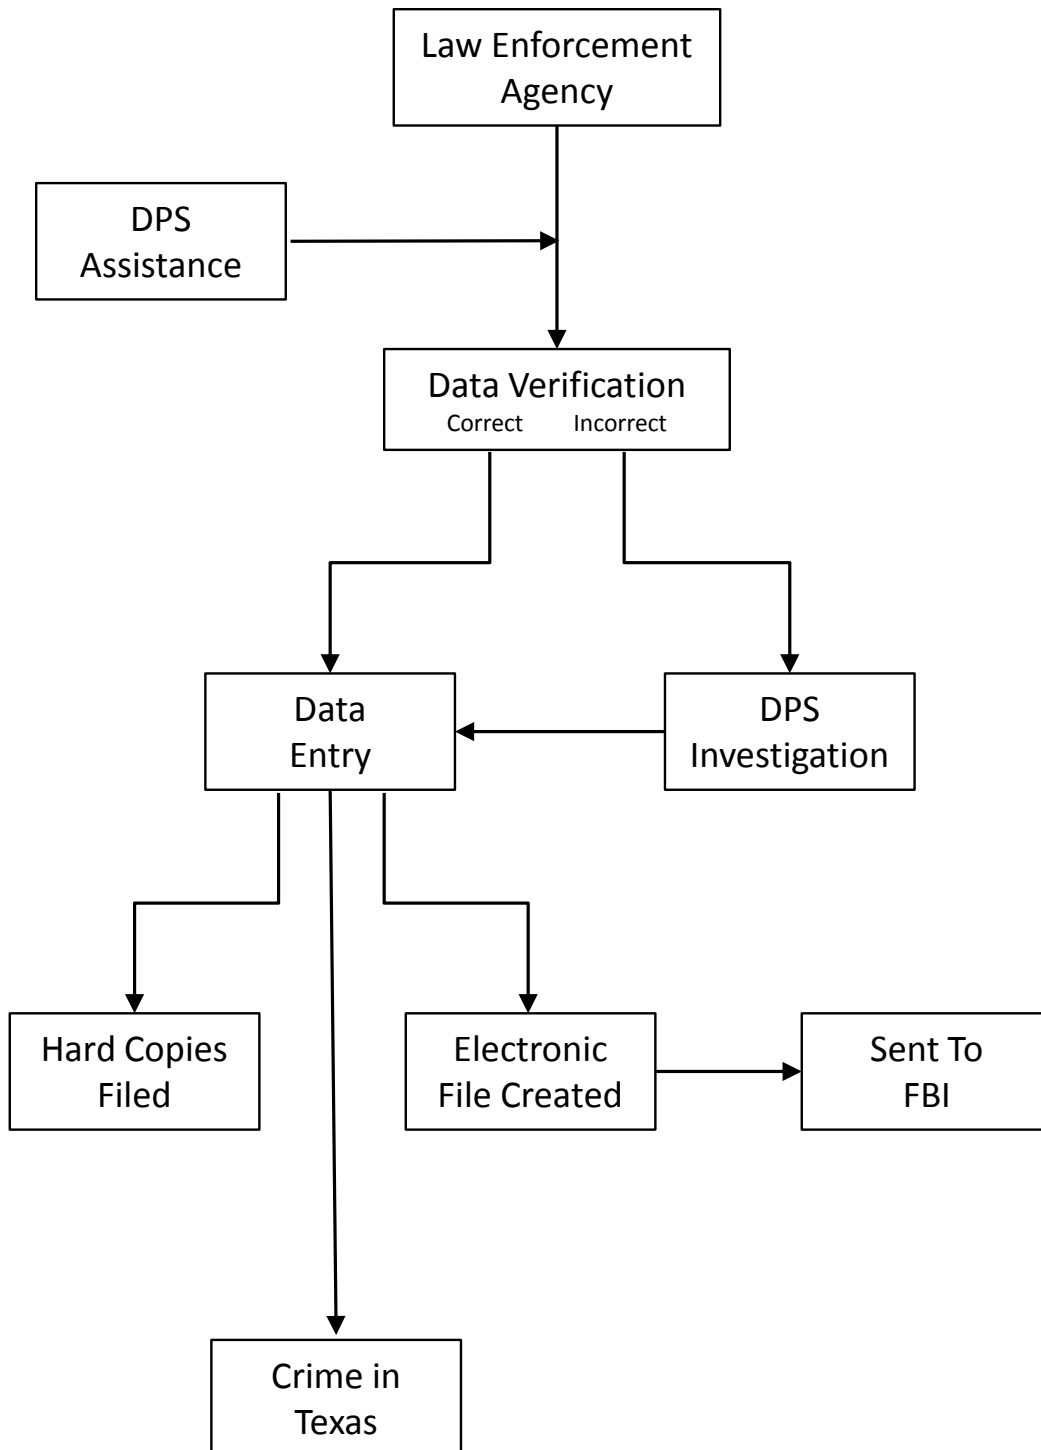 Law Enforcement
Agency
DPS
Assistance
Data Verification
Correct Incorrect
Data
Entry
DPS
Investigation
Hard Copies
Filed
Electronic
File Created
Sent To
FBI
Crime in
Texas